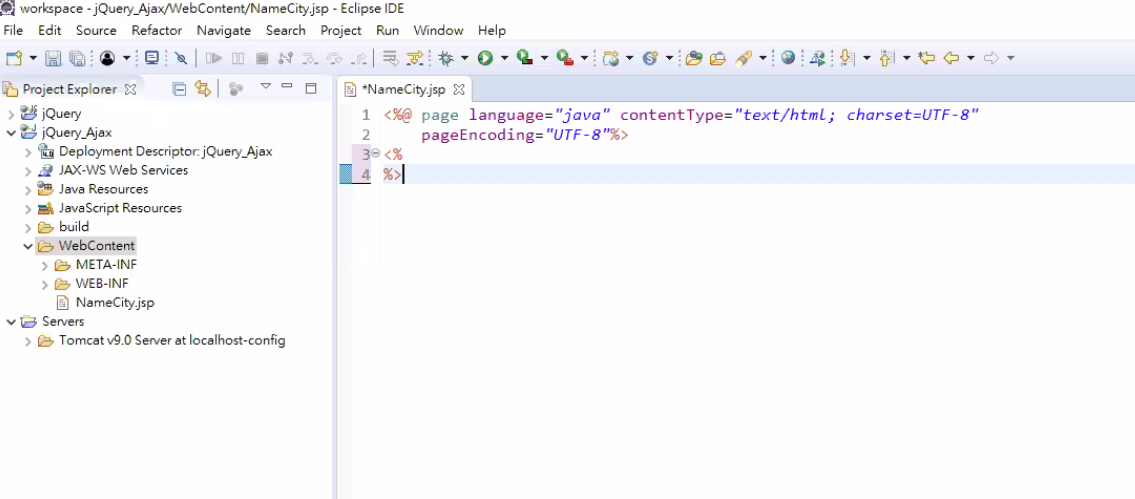 workspace - jQuery_Ajax/WebContent/NameCity.jsp - Eclipse IDE
File Edit Source Refactor Navigate Search Project Run Window Help
Project Explorer
jQuery
jQuery_Ajax
Deployment Descriptor: jQuery_Ajax
JAX-WS Web Services
Java Resources
JavaScript Resources
build
WebContent
META-INF
WEB-INF
NameCity.jsp
Servers
Tomcat v9.0 Server at localhost-config
*NameCity.jsp
1 <%@ page language="java" contentType="text/html; charset=UTF-8"
2 pageEncoding="UTF-8"%>
3 <%
4 %>